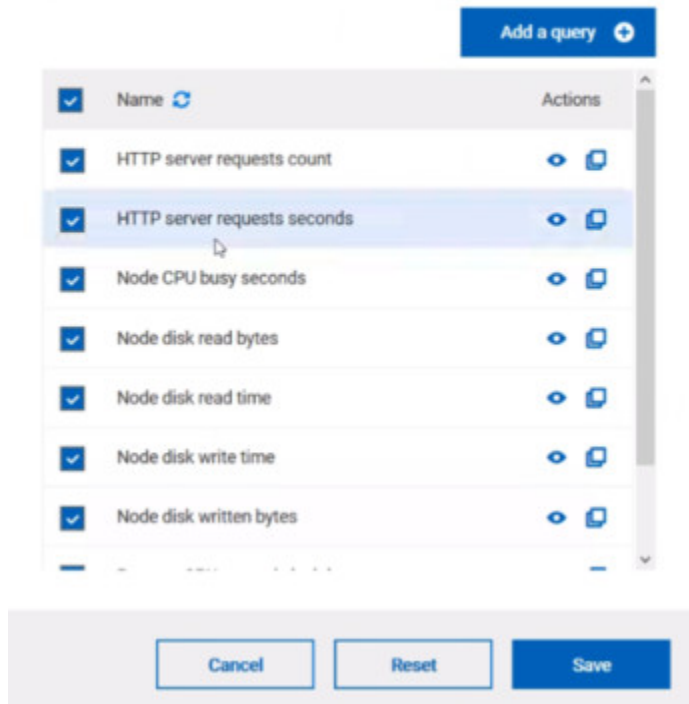 Add a query
Name Actions
HTTP server requests count
HTTP server requests seconds
Node CPU busy seconds
Node disk read bytes
Node disk read time
Node disk write time
Node disk written bytes
Cancel Reset Save